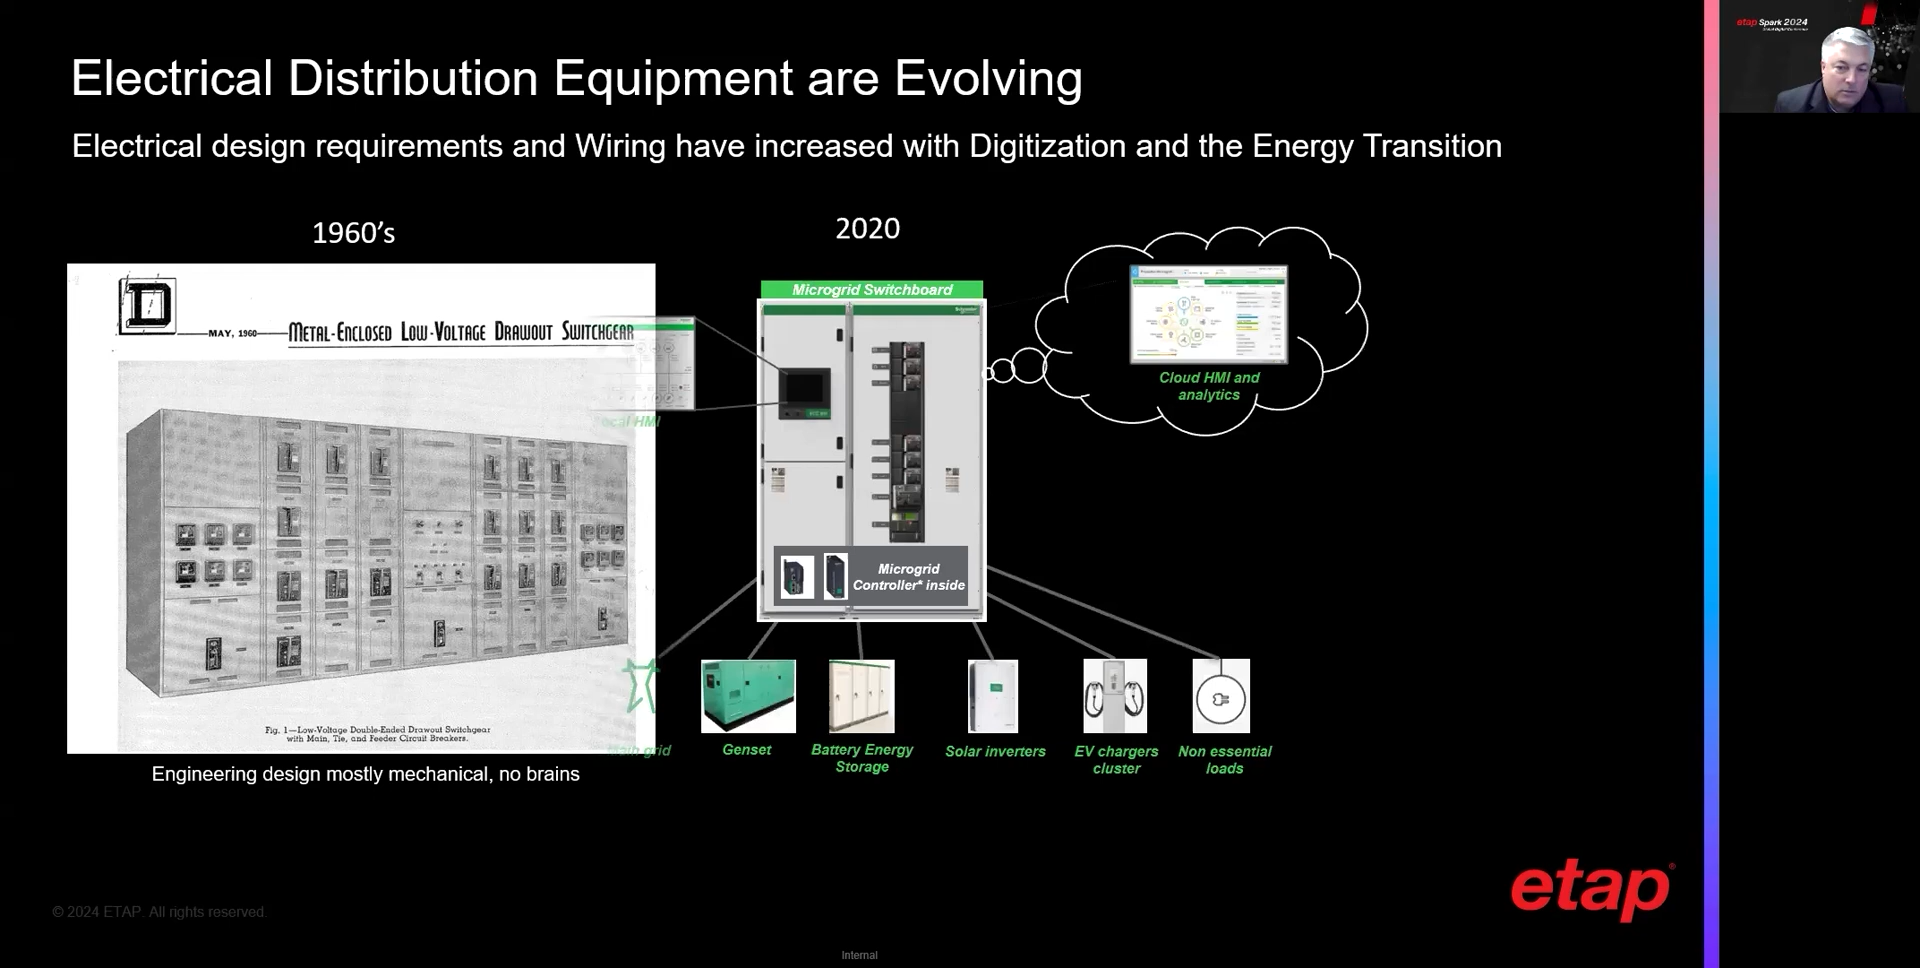 Electrical Distribution Equipment are Evolving
Electrical design requirements and Wiring have increased with Digitization and the Energy Transition
etap Spark 2024
1960's
2020
D
MAY, 1960
METAL-ENCLOSED LOW-VOLTAGE DRAWOUT SWITCHGEAR
Fig. 1—Low-Voltage Double-Ended Drawout Switchgear
with Main, Tie, and Feeder Circuit Breakers.
Engineering design mostly mechanical, no brains
Microgrid Switchboard
Schneider
ocal HMI
Microgrid
Controller* inside
Cloud HMI and
analytics
ain grid
Genset
Battery Energy
Storage
Solar inverters
EV chargers
cluster
Non essential
loads
etap®
© 2024 ETAP. All rights reserved.
Internal